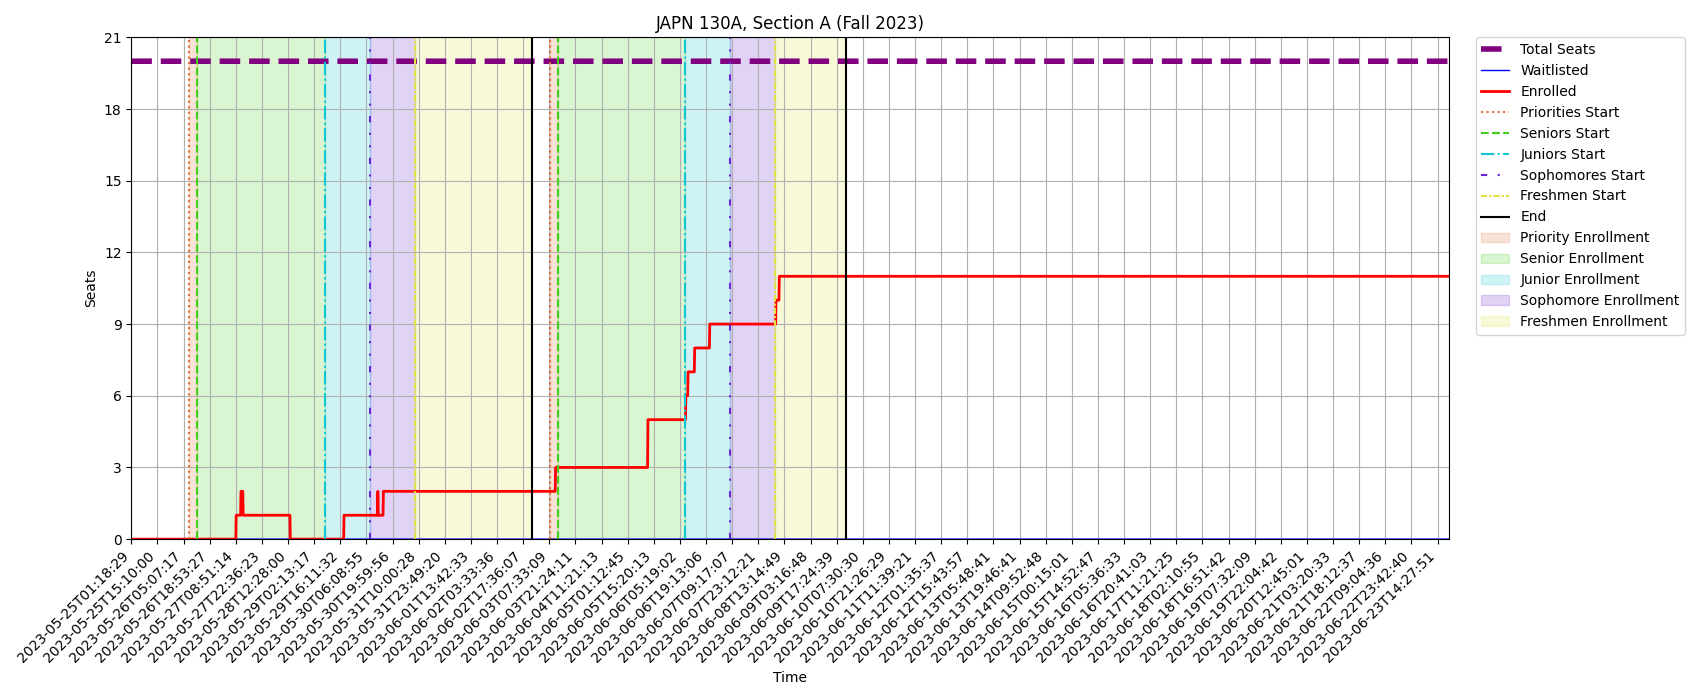 JAPN 130A, Section A (Fall 2023)
21
18
15
12
9
6
3
0
Seats
2023-05-25T01:18:29
2023-05-25T15:10:00
2023-05-26T05:07:17
2023-05-26T18:53:27
2023-05-27T08:51:14
2023-05-27T22:36:23
2023-05-28T12:28:00
2023-05-29T02:13:17
2023-05-29T16:11:32
2023-05-30T06:08:55
2023-05-30T19:59:56
2023-05-31T10:00:28
2023-05-31T23:49:20
2023-06-01T13:42:33
2023-06-02T03:33:36
2023-06-02T17:36:07
2023-06-03T07:33:09
2023-06-03T21:24:11
2023-06-04T11:21:13
2023-06-05T01:12:45
2023-06-05T15:20:13
2023-06-06T05:19:02
2023-06-06T19:13:06
2023-06-07T09:17:07
2023-06-07T23:12:21
2023-06-08T13:14:49
2023-06-09T03:16:48
2023-06-09T17:24:39
2023-06-10T07:30:30
2023-06-10T21:26:29
2023-06-11T11:39:21
2023-06-12T01:35:37
2023-06-12T15:43:57
2023-06-13T05:48:41
2023-06-13T19:46:41
2023-06-14T09:52:48
2023-06-15T00:15:01
2023-06-15T14:52:47
2023-06-16T05:36:33
2023-06-16T20:41:03
2023-06-17T11:21:25
2023-06-18T02:10:55
2023-06-18T16:51:42
2023-06-19T07:32:09
2023-06-19T22:04:42
2023-06-20T12:45:01
2023-06-21T03:20:33
2023-06-21T18:12:37
2023-06-22T09:04:36
2023-06-22T23:42:40
2023-06-23T14:27:51
Time
Total Seats
Waitlisted
Enrolled
Priorities Start
Seniors Start
Juniors Start
Sophomores Start
Freshmen Start
End
Priority Enrollment
Senior Enrollment
Junior Enrollment
Sophomore Enrollment
Freshmen Enrollment